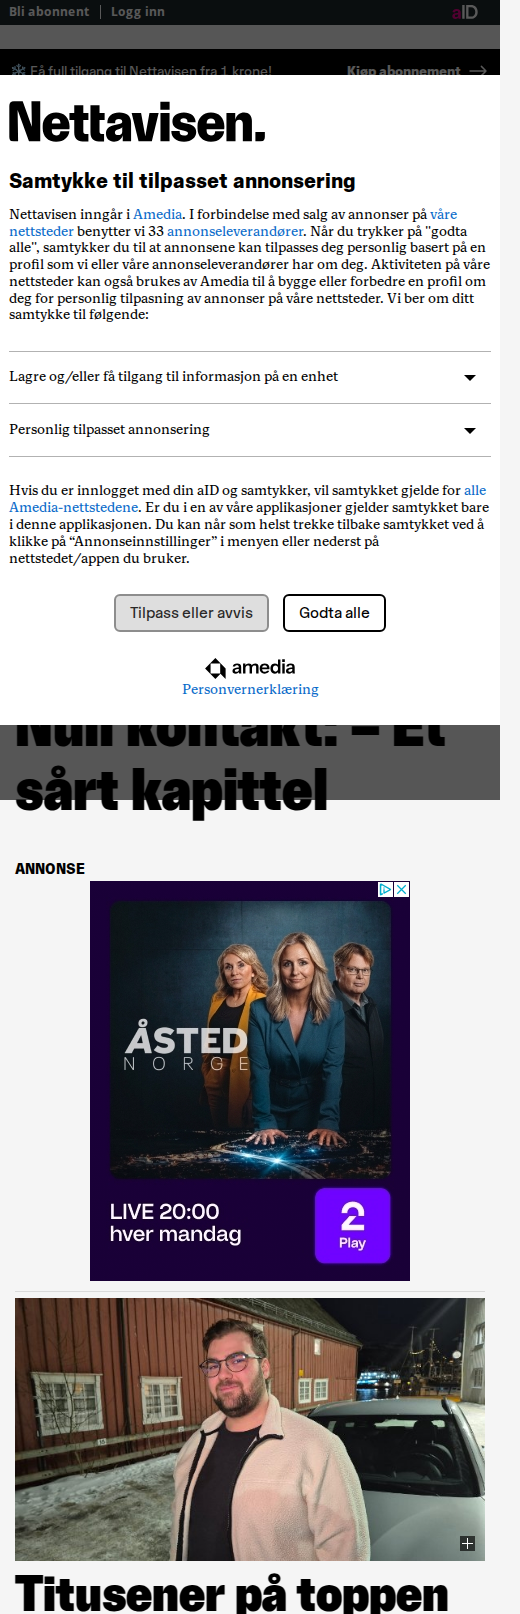 Bli abonnent | Logg inn
aID
Få full tilgang til Nettavisen fra 1 krone!
Kjøp abonnement
Nettavisen.
Samtykke til tilpasset annonsering
Nettavisen inngår i Amedia. I forbindelse med salg av annonser på våre
nettsteder benytter vi 33 annonseleverandører. Når du trykker på "godta
alle", samtykker du til at annonsene kan tilpasses deg personlig basert på en
profil som vi eller våre annonseleverandører har om deg. Aktiviteten på våre
nettsteder kan også brukes av Amedia til å bygge eller forbedre en profil om
deg for personlig tilpasning av annonser på våre nettsteder. Vi ber om ditt
samtykke til følgende:
Lagre og/eller få tilgang til informasjon på en enhet
Personlig tilpasset annonsering
Hvis du er innlogget med din aID og samtykker, vil samtykket gjelde for alle
Amedia-nettstedene. Er du i en av våre applikasjoner gjelder samtykket bare
i denne applikasjonen. Du kan når som helst trekke tilbake samtykket ved å
klikke på “Annonseinnstillinger” i menyen eller nederst på
nettstedet/appen du bruker.
Tilpass eller avvis
Godta alle
amedia
Personvernerklæring
Null kontakt: – Et
sårt kapittel
ANNONSE
ÅSTED
NORGE
LIVE 20:00
hver mandag
2
Play
Titusener på toppen